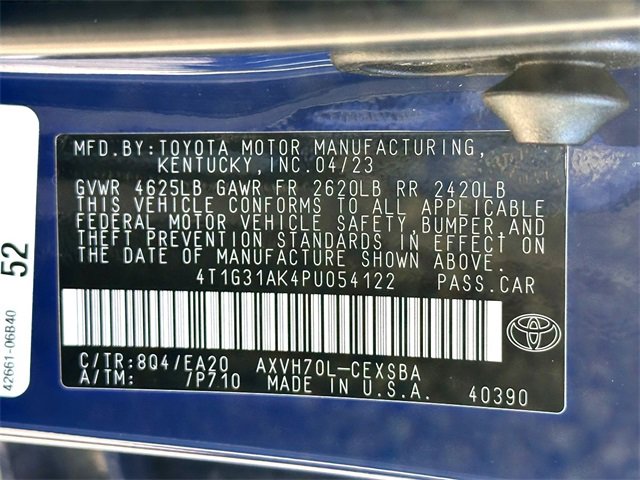 MFD.BY:TOYOTA MOTOR MANUFACTURING,
KENTUCKY,INC.04/23
GVWR 4625LB GAWR FR 2620LB RR 2420LB
THIS VEHICLE CONFORMS TO ALL APPLICABLE
FEDERAL MOTOR VEHICLE SAFETY,BUMPER,AND
THEFT PREVENTION STANDARDS IN EFFECT ON
THE DATE OF MANUFACTURE SHOWN ABOVE.
4T1G31AK4PU054122 PASS.CAR
C/TR:8Q4/EA20 AXVH70L-CEXSBA
A/TM: /P710 MADE IN U.S.A. 40390
52
42661-06B40